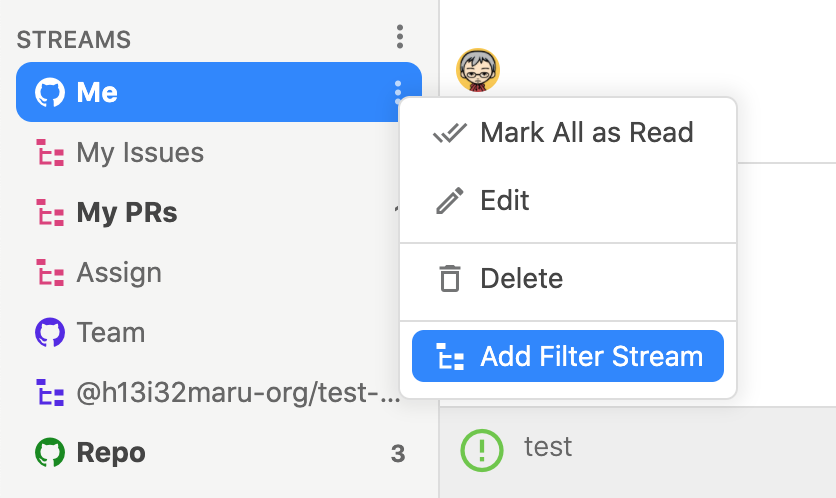 STREAMS
Me
My Issues
My PRs
Assign
Team
@h13i32maru-org/test-...
Repo 3
Mark All as Read
Edit
Delete
Add Filter Stream
test